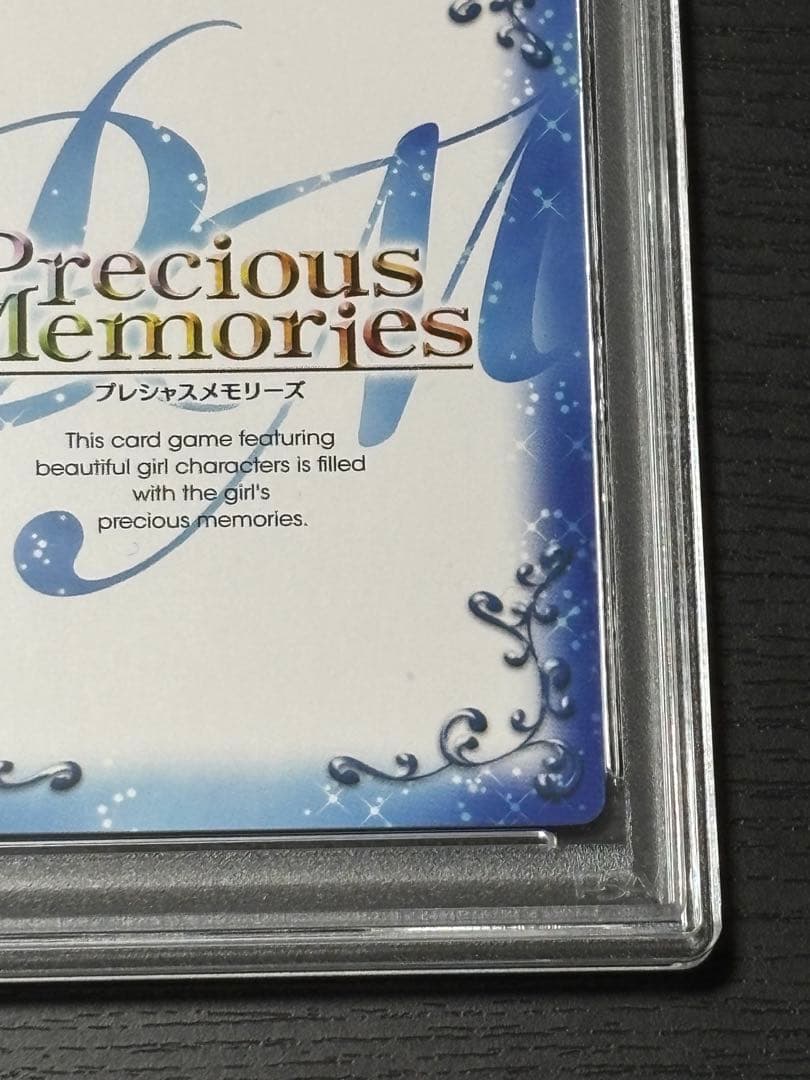 Precious
Memories
プレシャスメモリーズ
This card game featuring
beautiful girl characters is filled
with the girl's
precious memories.
PSA